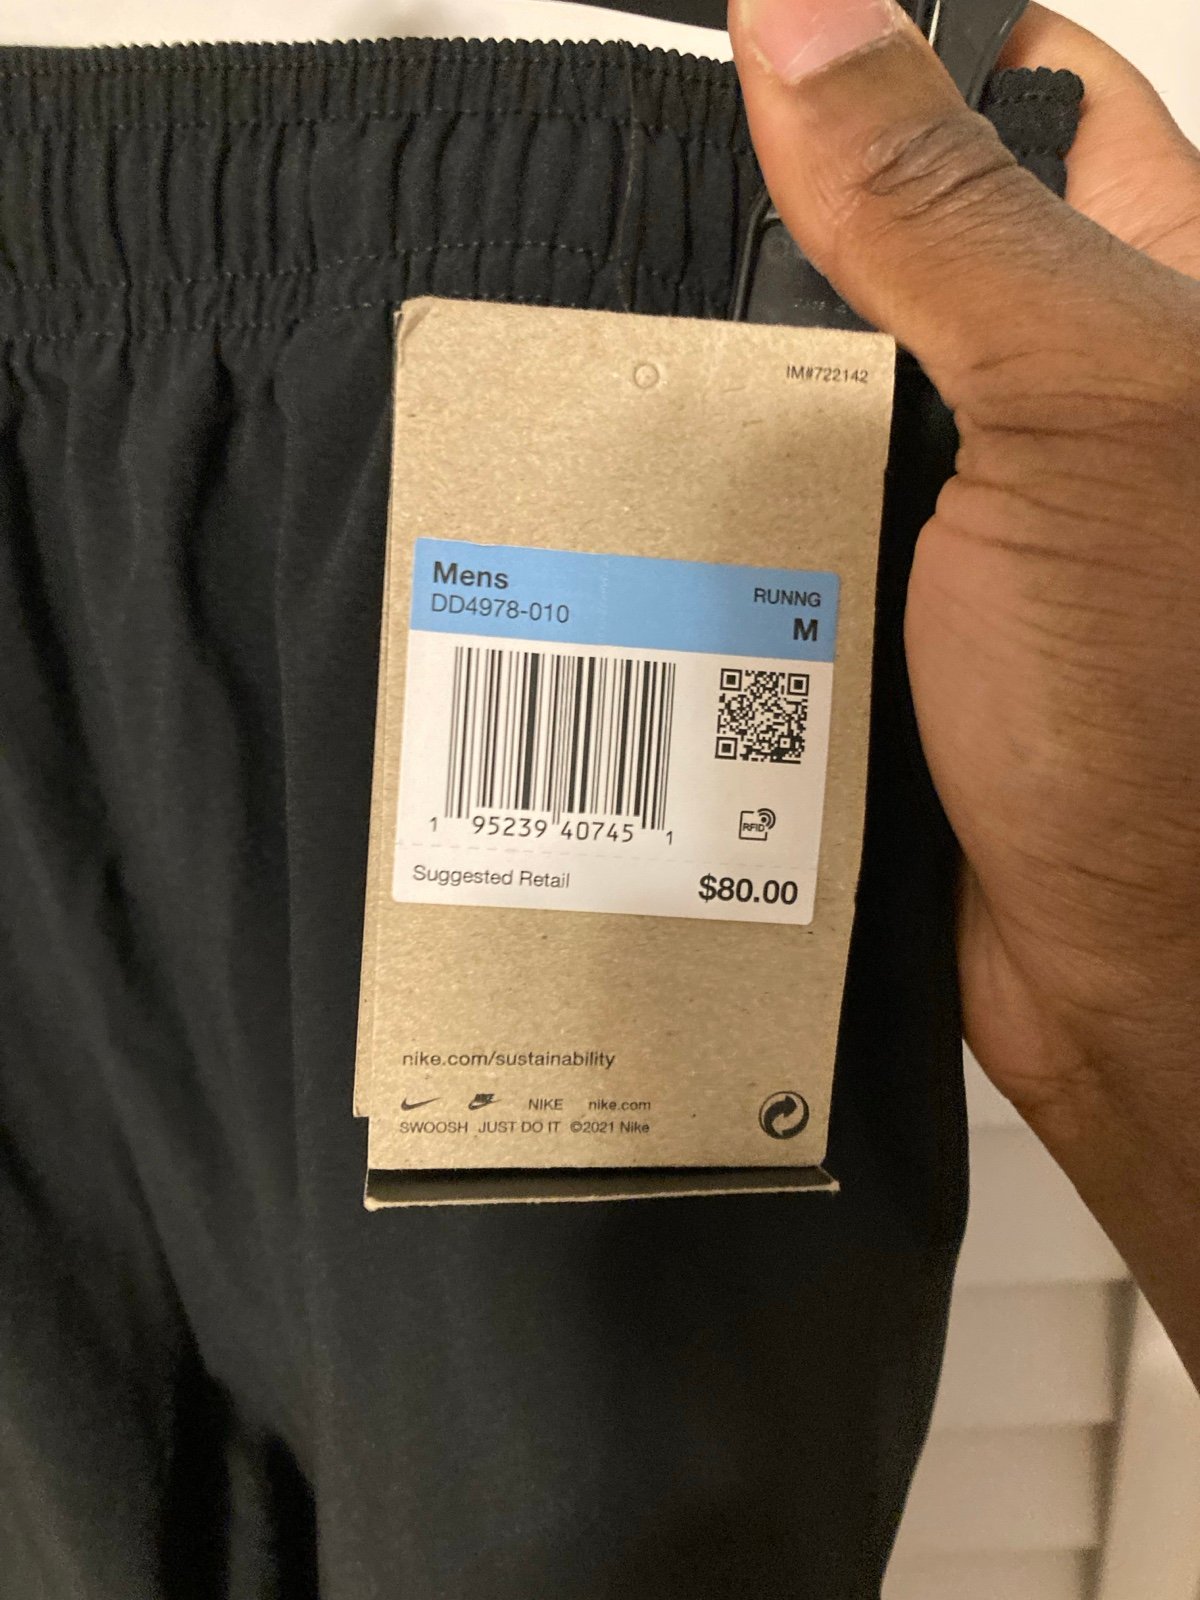 IM#722142
Mens
RUNNG
DD4978-010
M
1 95239 40745 1
RFID
Suggested Retail
$80.00
nike.com/sustainability
NIKE nike.com
SWOOSH JUST DO IT ©2021 Nike